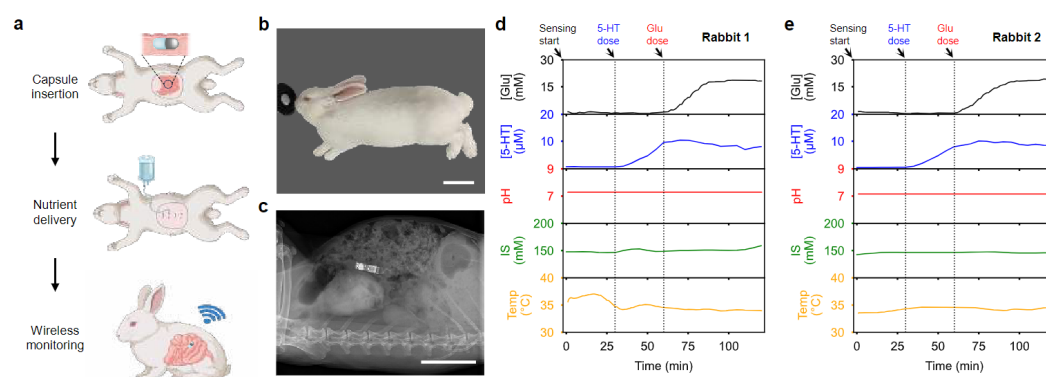 a
Capsule
insertion
Nutrient
delivery
Wireless
monitoring
b
c
d
Sensing
start
5-HT
dose
Glu
dose
Rabbit 1
[Glu]
(mM)
30
15
[5-HT]
(μM)
20
10
pH
9
7
IS
(mM)
200
150
Temp
(°C)
40
35
30
0
25
50
75
100
Time (min)
e
Sensing
start
5-HT
dose
Glu
dose
Rabbit 2
[Glu]
(mM)
30
15
[5-HT]
(μM)
20
10
pH
9
7
IS
(mM)
200
150
Temp
(°C)
40
35
30
0
25
50
75
100
Time (min)